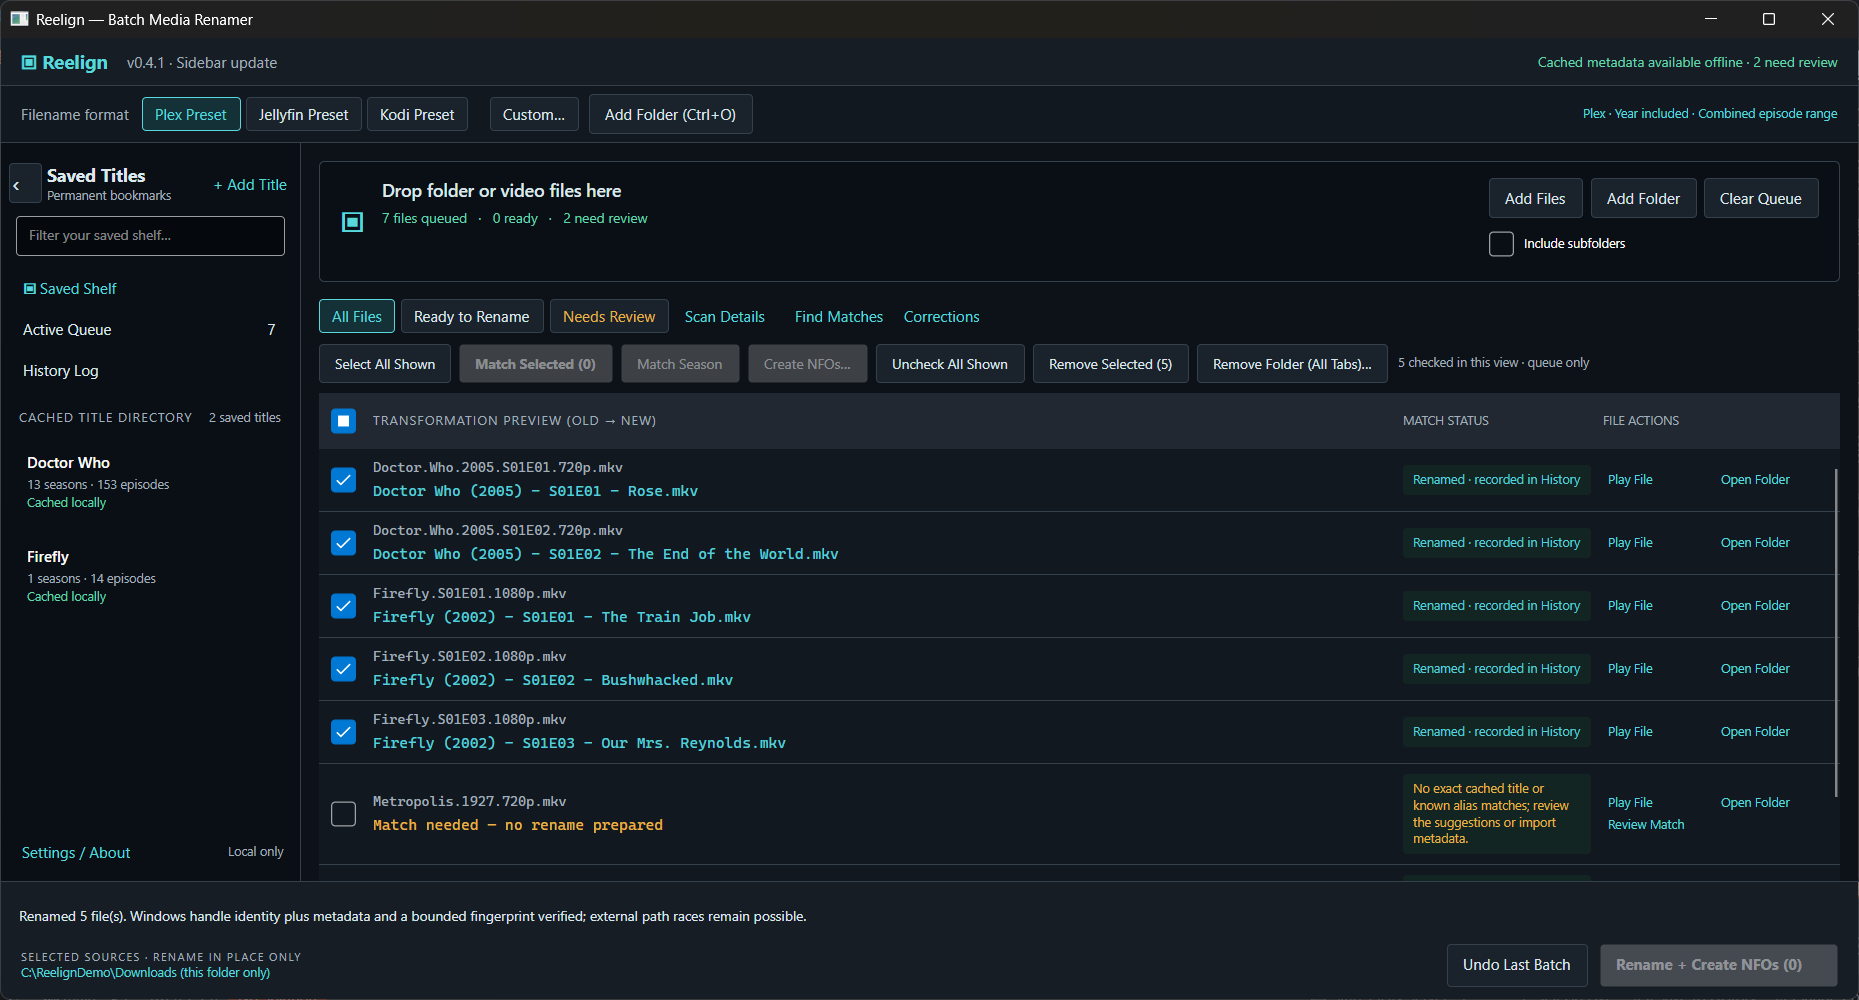 Reelign — Batch Media Renamer
Reelign v0.4.1 · Sidebar update
Cached metadata available offline · 2 need review
Filename format Plex Preset Jellyfin Preset Kodi Preset Custom... Add Folder (Ctrl+O)
Plex · Year included · Combined episode range
Saved Titles
Permanent bookmarks
+ Add Title
Filter your saved shelf...
Saved Shelf
Active Queue 7
History Log
CACHED TITLE DIRECTORY 2 saved titles
Doctor Who
13 seasons · 153 episodes
Cached locally
Firefly
1 seasons · 14 episodes
Cached locally
Settings / About Local only
Drop folder or video files here
7 files queued · 0 ready · 2 need review
Add Files Add Folder Clear Queue
Include subfolders
All Files Ready to Rename Needs Review Scan Details Find Matches Corrections
Select All Shown Match Selected (0) Match Season Create NFOs... Uncheck All Shown Remove Selected (5) Remove Folder (All Tabs)... 5 checked in this view · queue only
TRANSFORMATION PREVIEW (OLD → NEW) MATCH STATUS FILE ACTIONS
Doctor.Who.2005.S01E01.720p.mkv
Doctor Who (2005) – S01E01 – Rose.mkv
Renamed · recorded in History Play File Open Folder
Doctor.Who.2005.S01E02.720p.mkv
Doctor Who (2005) – S01E02 – The End of the World.mkv
Renamed · recorded in History Play File Open Folder
Firefly.S01E01.1080p.mkv
Firefly (2002) – S01E01 – The Train Job.mkv
Renamed · recorded in History Play File Open Folder
Firefly.S01E02.1080p.mkv
Firefly (2002) – S01E02 – Bushwhacked.mkv
Renamed · recorded in History Play File Open Folder
Firefly.S01E03.1080p.mkv
Firefly (2002) – S01E03 – Our Mrs. Reynolds.mkv
Renamed · recorded in History Play File Open Folder
Metropolis.1927.720p.mkv
Match needed — no rename prepared
No exact cached title or
known alias matches; review
the suggestions or import
metadata.
Play File Open Folder
Review Match
Renamed 5 file(s). Windows handle identity plus metadata and a bounded fingerprint verified; external path races remain possible.
SELECTED SOURCES · RENAME IN PLACE ONLY
C:\ReelignDemo\Downloads (this folder only)
Undo Last Batch Rename + Create NFOs (0)